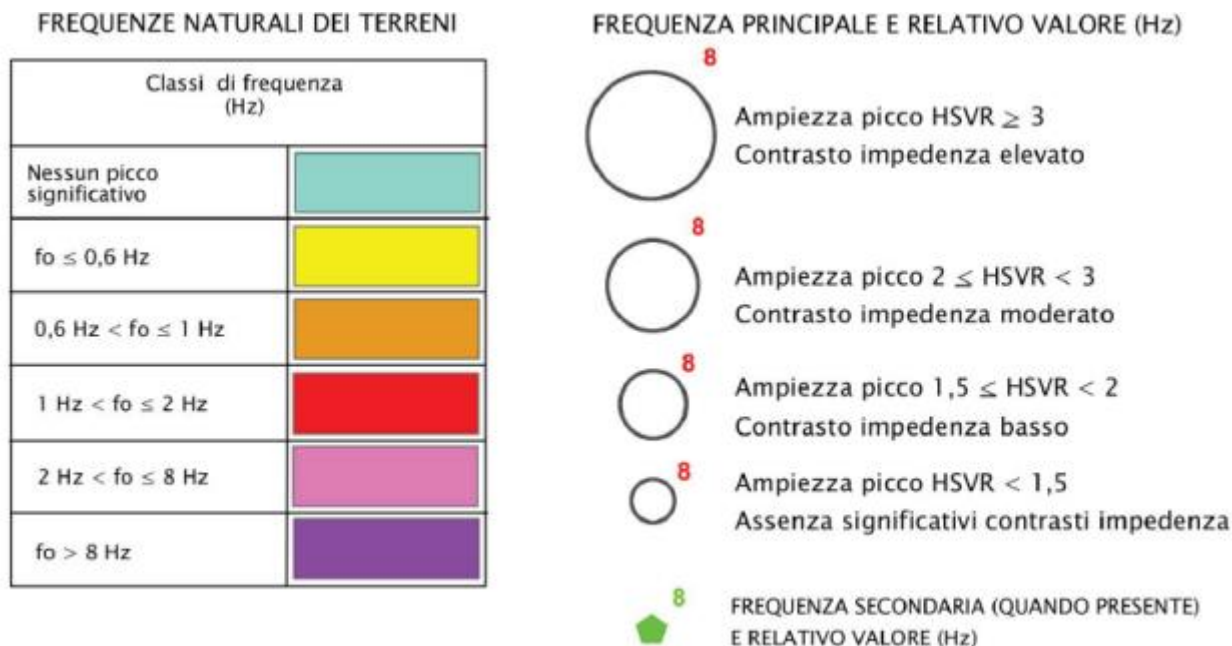 FREQUENZE NATURALI DEI TERRENI
Classi di frequenza
(Hz)
Nessun picco
significativo
fo ≤ 0,6 Hz
0,6 Hz < fo ≤ 1 Hz
1 Hz < fo ≤ 2 Hz
2 Hz < fo ≤ 8 Hz
fo > 8 Hz
FREQUENZA PRINCIPALE E RELATIVO VALORE (Hz)
8
Ampiezza picco HSVR ≥ 3
Contrasto impedenza elevato
8
Ampiezza picco 2 ≤ HSVR < 3
Contrasto impedenza moderato
8
Ampiezza picco 1,5 ≤ HSVR < 2
Contrasto impedenza basso
8
Ampiezza picco HSVR < 1,5
Assenza significativi contrasti impedenza
8
FREQUENZA SECONDARIA (QUANDO PRESENTE)
E RELATIVO VALORE (Hz)